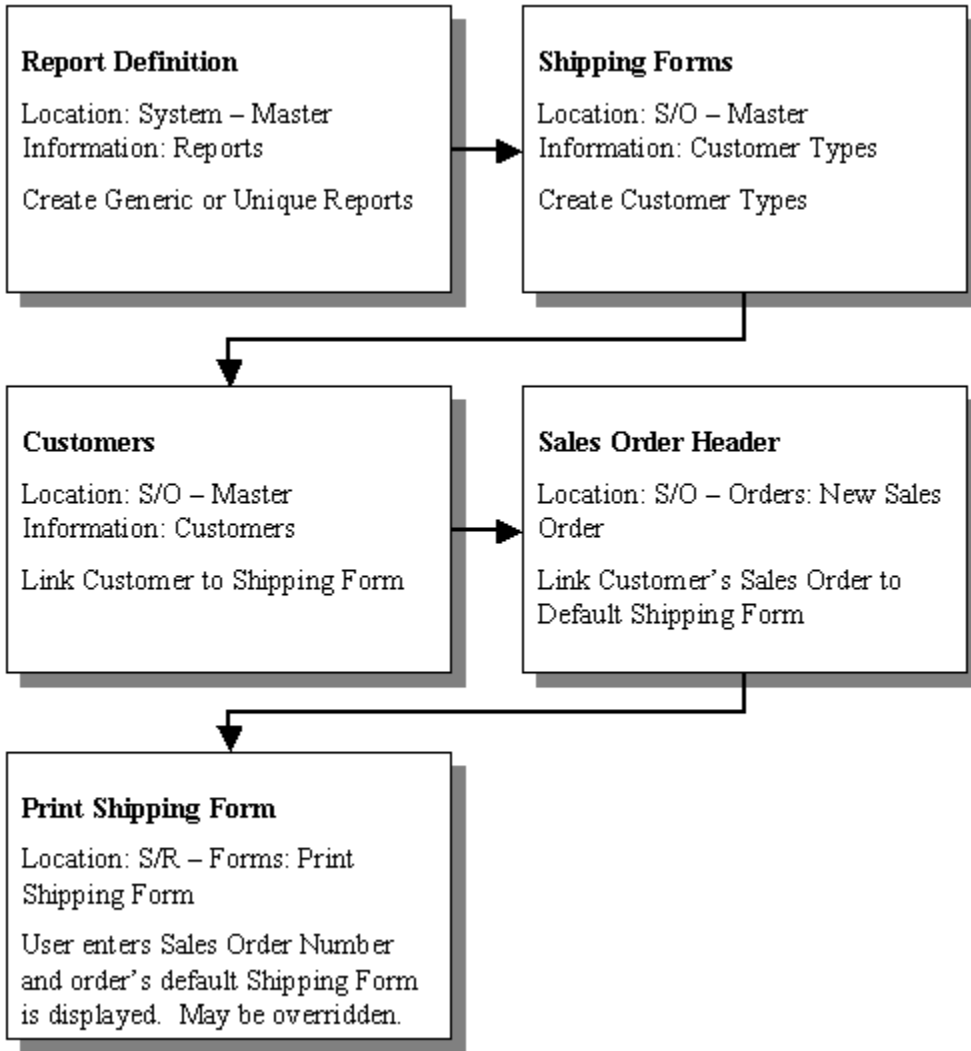 Report Definition
Location: System – Master
Information: Reports
Create Generic or Unique Reports
Shipping Forms
Location: S/O – Master
Information: Customer Types
Create Customer Types
Customers
Location: S/O – Master
Information: Customers
Link Customer to Shipping Form
Sales Order Header
Location: S/O – Orders: New Sales
Order
Link Customer’s Sales Order to
Default Shipping Form
Print Shipping Form
Location: S/R – Forms: Print
Shipping Form
User enters Sales Order Number
and order’s default Shipping Form
is displayed.  May be overridden.